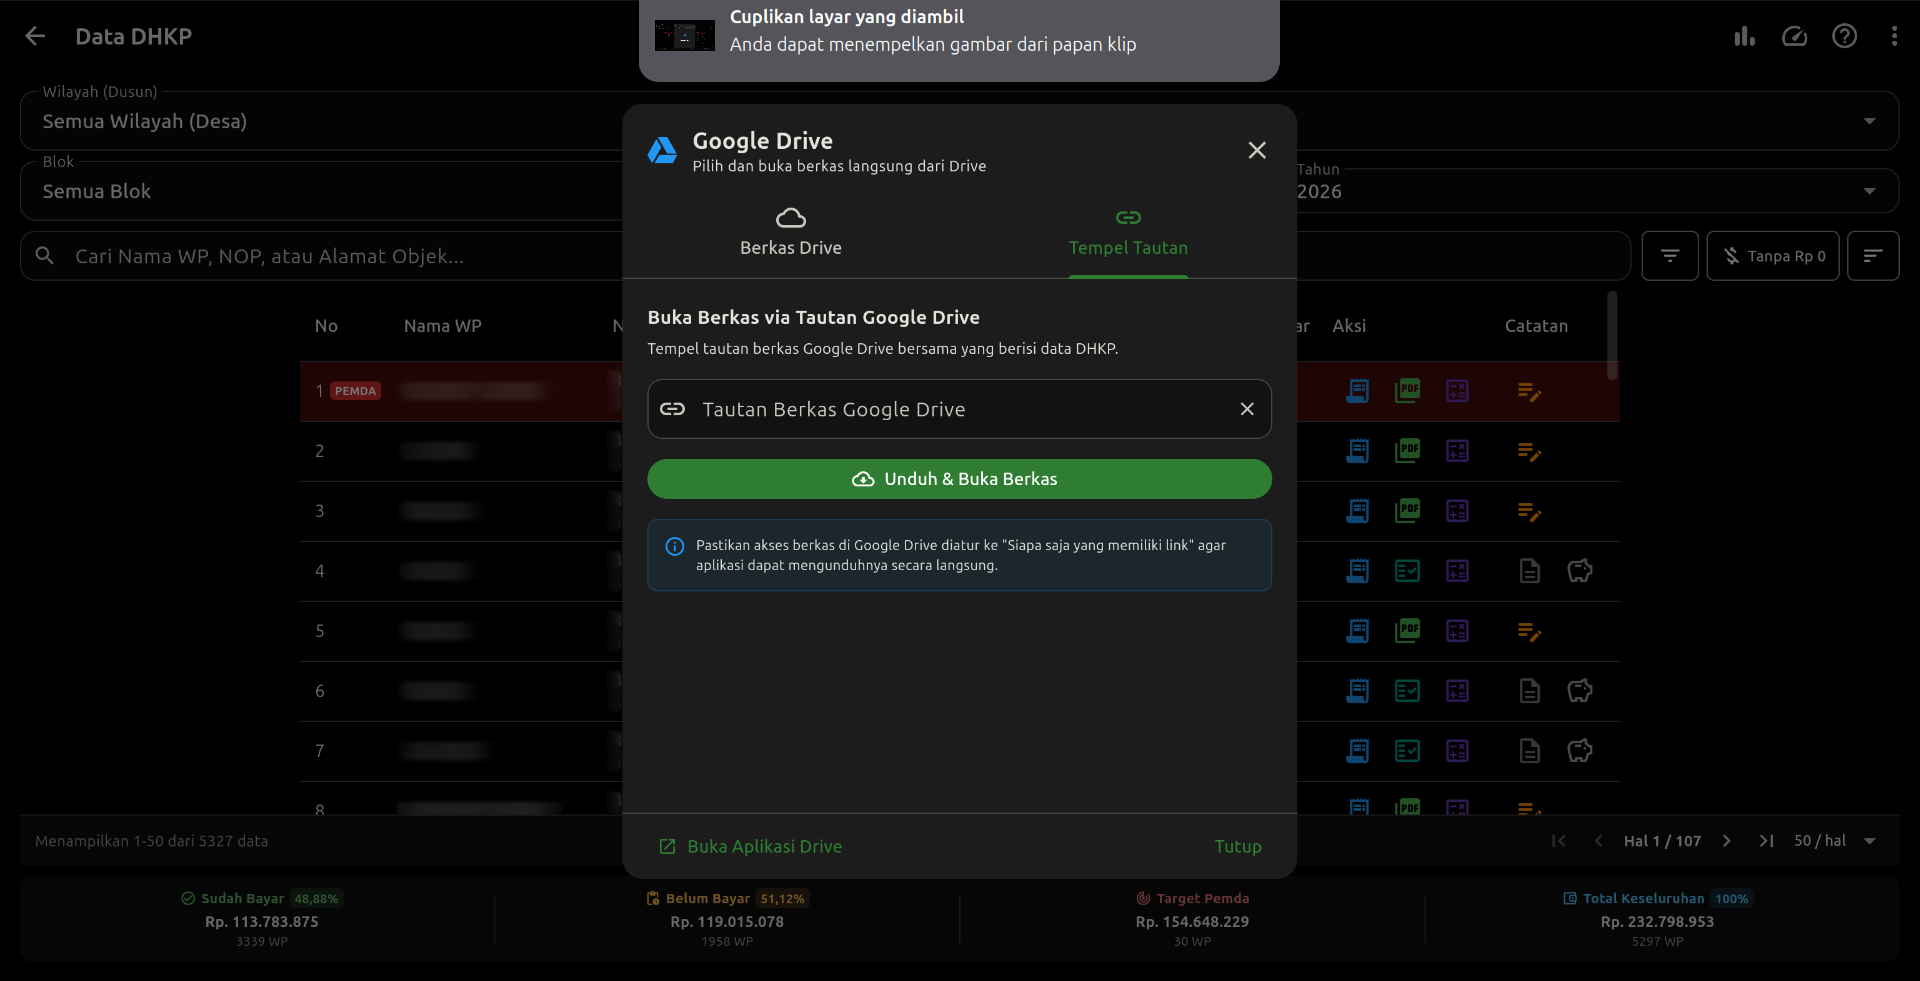 Cuplikan layar yang diambil
Anda dapat menempelkan gambar dari papan klip
Data DHKP
Wilayah (Dusun)
Semua Wilayah (Desa)
Blok
Semua Blok
Tahun
2026
Cari Nama WP, NOP, atau Alamat Objek...
Tanpa Rp 0
Google Drive
Pilih dan buka berkas langsung dari Drive
Berkas Drive
Tempel Tautan
Buka Berkas via Tautan Google Drive
Tempel tautan berkas Google Drive bersama yang berisi data DHKP.
Tautan Berkas Google Drive
Unduh & Buka Berkas
Pastikan akses berkas di Google Drive diatur ke "Siapa saja yang memiliki link" agar
aplikasi dapat mengunduhnya secara langsung.
Buka Aplikasi Drive
Tutup
No Nama WP N ar Aksi Catatan
1 PEMDA PDF
2 PDF
3 PDF
4
5 PDF
6
7
8 PDF
Menampilkan 1-50 dari 5327 data
Hal 1 / 107
50 / hal
Sudah Bayar 48,88%
Rp. 113.783.875
3339 WP
Belum Bayar 51,12%
Rp. 119.015.078
1958 WP
Target Pemda
Rp. 154.648.229
30 WP
Total Keseluruhan 100%
Rp. 232.798.953
5297 WP